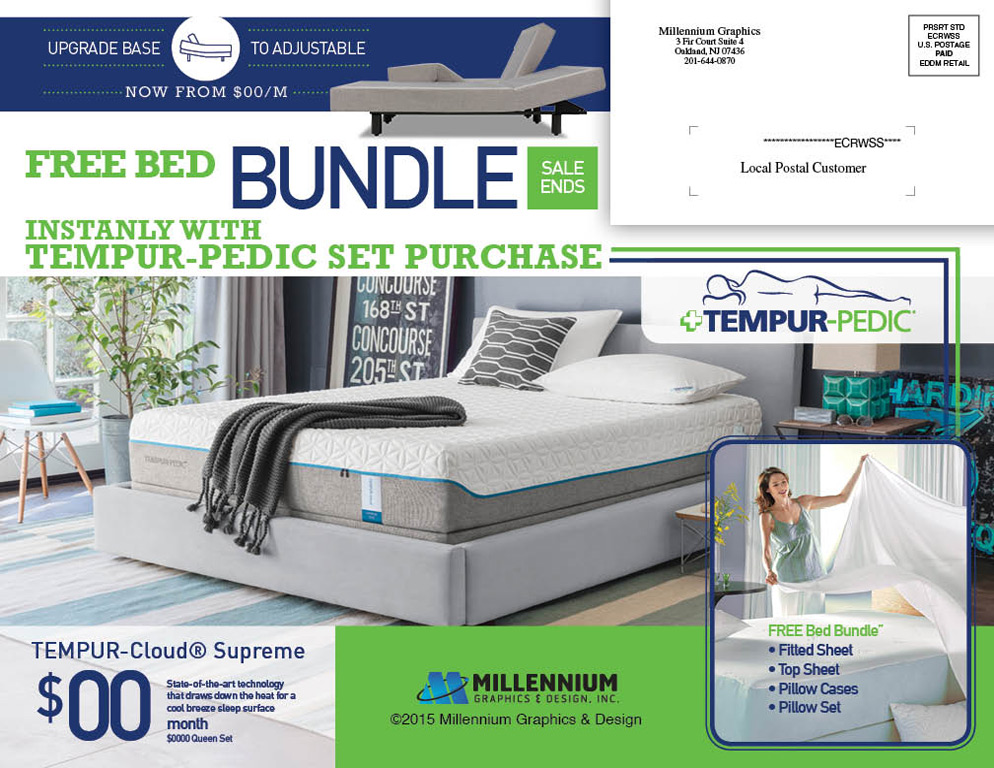 UPGRADE BASE TO ADJUSTABLE
NOW FROM $00/M
Millennium Graphics
3 Fir Court Suite 4
Oakland, NJ 07436
201-644-0870
PRSRT STD
ECRWSS
U.S. POSTAGE
PAID
EDDM RETAIL
******************ECRWSS****
Local Postal Customer
FREE BED BUNDLE
SALE
ENDS
INSTANLY WITH
TEMPUR-PEDIC SET PURCHASE
TEMPUR-PEDIC
CONCOURSE
168TH ST
CONCOURSE
205TH ST
HARD
TEMPUR-PEDIC
FREE Bed Bundle**
• Fitted Sheet
• Top Sheet
• Pillow Cases
• Pillow Set
TEMPUR-Cloud® Supreme
$00
State-of-the-art technology
that draws down the heat for a
cool breeze sleep surface
month
$0000 Queen Set
MILLENNIUM
GRAPHICS & DESIGN, INC.
©2015 Millennium Graphics & Design